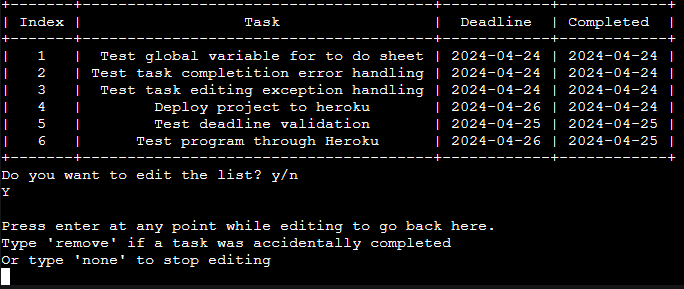 +-------+----------------------------------+------------+------------+
| Index |               Task               |  Deadline  | Completed  |
+-------+----------------------------------+------------+------------+
|   1   |  Test global variable for to do sheet | 2024-04-24 | 2024-04-24 |
|   2   | Test task completition error handling | 2024-04-24 | 2024-04-24 |
|   3   |  Test task editing exception handling | 2024-04-24 | 2024-04-24 |
|   4   |        Deploy project to heroku       | 2024-04-26 | 2024-04-24 |
|   5   |        Test deadline validation       | 2024-04-25 | 2024-04-25 |
|   6   |      Test program through Heroku      | 2024-04-26 | 2024-04-25 |
+-------+----------------------------------+------------+------------+
Do you want to edit the list? y/n
Y
Press enter at any point while editing to go back here.
Type 'remove' if a task was accidentally completed
Or type 'none' to stop editing